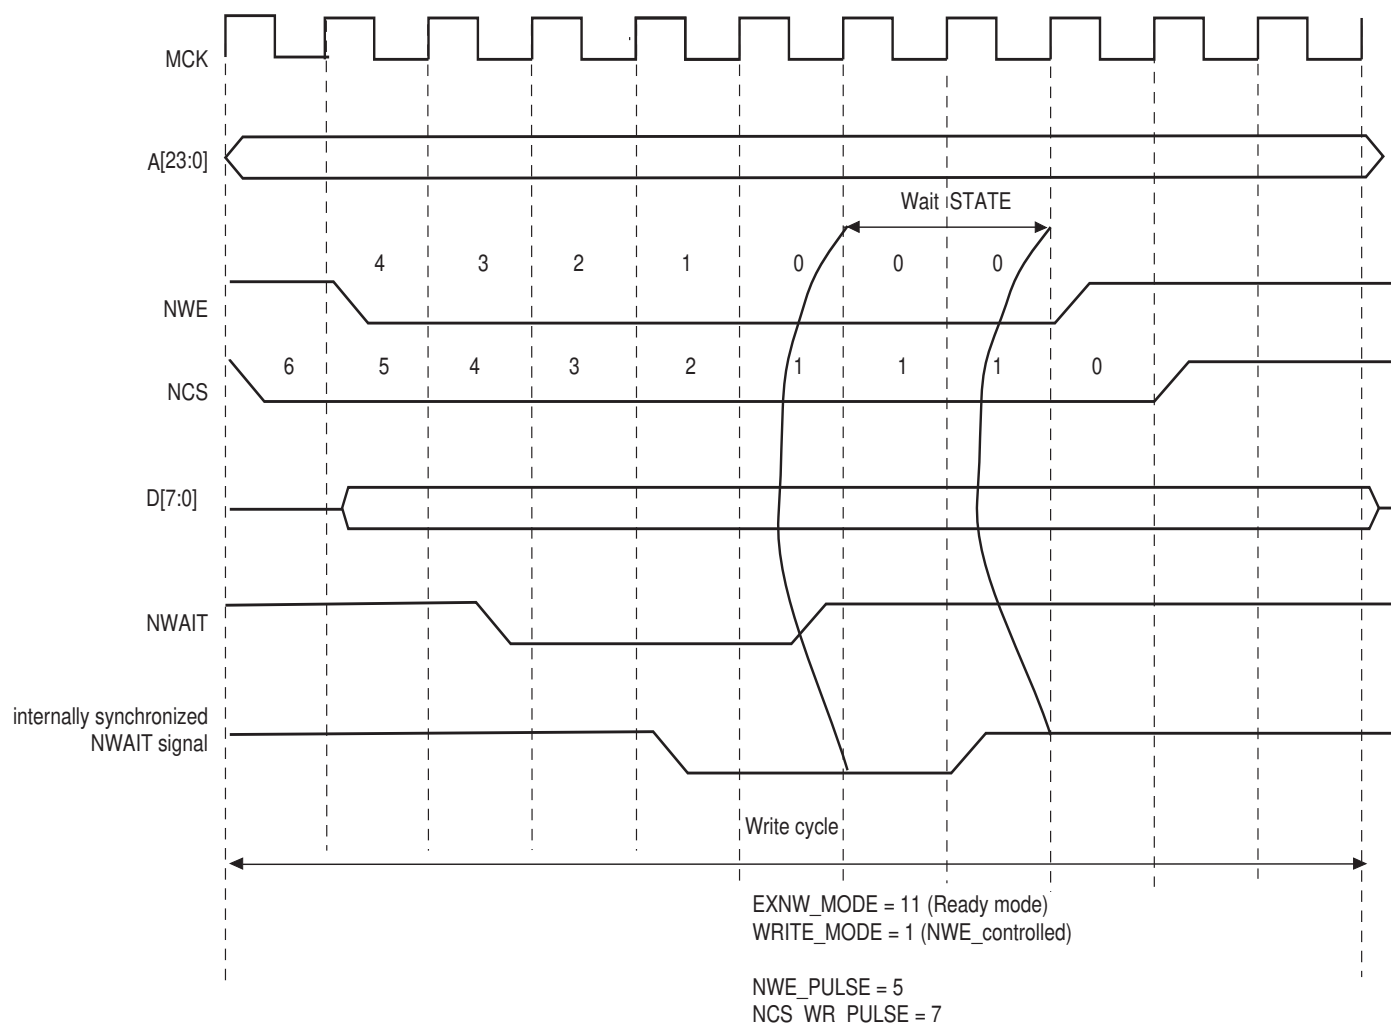 MCK
A[23:0]
Wait STATE
4 3 2 1 0 0 0
NWE
6 5 4 3 2 1 1 1 0
NCS
D[7:0]
NWAIT
internally synchronized
NWAIT signal
Write cycle
EXNW_MODE = 11 (Ready mode)
WRITE_MODE = 1 (NWE_controlled)
NWE_PULSE = 5
NCS_WR_PULSE = 7